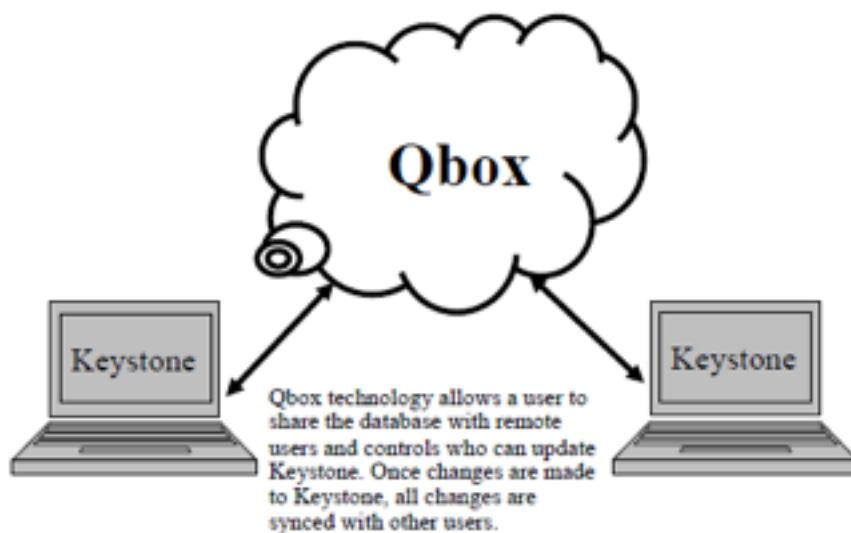 Qbox
Keystone
Keystone
Qbox technology allows a user to
share the database with remote
users and controls who can update
Keystone. Once changes are made
to Keystone, all changes are
synced with other users.